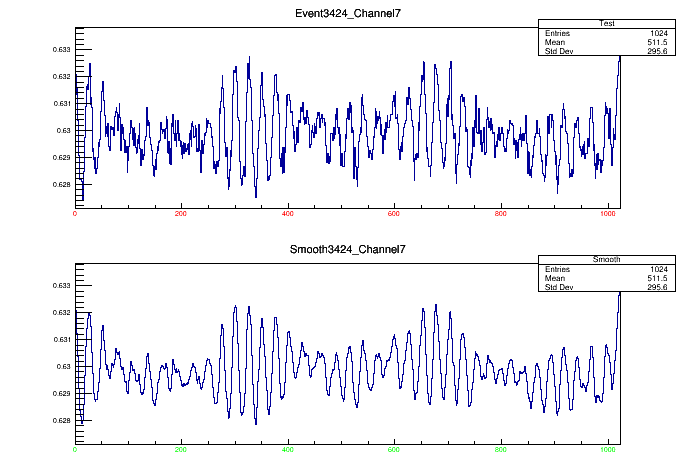 Event3424_Channel7
Test
Entries 1024
Mean 511.5
Std Dev 295.6
0.633
0.632
0.631
0.63
0.629
0.628
0 200 400 600 800 1000
Smooth3424_Channel7
Smooth
Entries 1024
Mean 511.5
Std Dev 295.6
0.633
0.632
0.631
0.63
0.629
0.628
0 200 400 600 800 1000